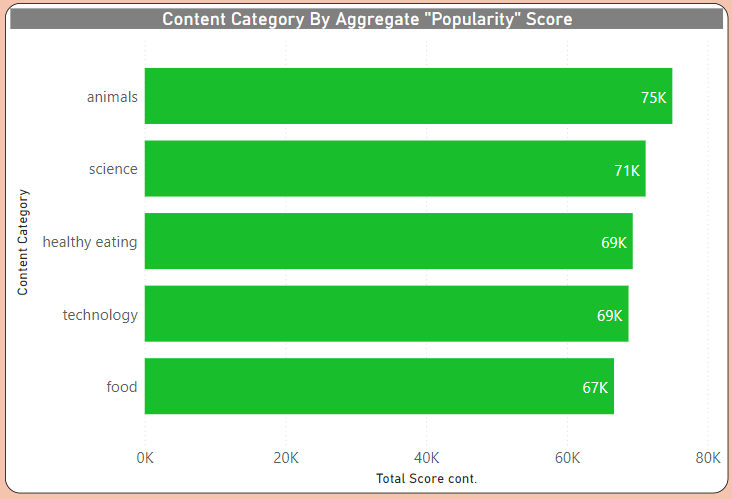 Content Category By Aggregate "Popularity" Score
Content Category
animals
75K
science
71K
healthy eating
69K
technology
69K
food
67K
0K 20K 40K 60K 80K
Total Score cont.